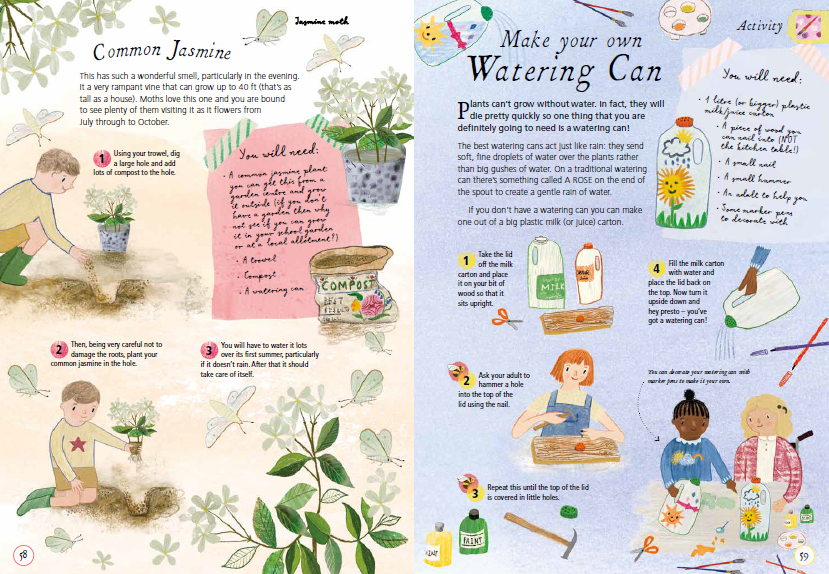 Jasmine moth
Common Jasmine
This has such a wonderful smell, particularly in the evening.
It a very rampant vine that can grow up to 40 ft (that's as
tall as a house). Moths love this one and you are bound
to see plenty of them visiting it as it flowers from
July through to October.
1 Using your trowel, dig
a large hole and add
lots of compost to the hole.
You will need:
• A common jasmine plant
you can get this from a
garden centre and grow
it outside (if you don't
have a garden then why
not see if you can grow
it in your school garden
or at a local allotment?)
• A trowel
• Compost
• A watering can
COMPOST
BEST
2 Then, being very careful not to
damage the roots, plant your
common jasmine in the hole.
3 You will have to water it lots
over its first summer, particularly
if it doesn't rain. After that it should
take care of itself.
58
Activity
Make your own
Watering Can
Plants can't grow without water. In fact, they will
die pretty quickly so one thing that you are
definitely going to need is a watering can!
The best watering cans act just like rain: they send
soft, fine droplets of water over the plants rather
than big gushes of water. On a traditional watering
can there's something called A ROSE on the end of
the spout to create a gentle rain of water.
If you don't have a watering can you can make
one out of a big plastic milk (or juice) carton.
You will need:
• 1 litre (or bigger) plastic
milk/juice carton
• A piece of wood you
can nail into (NOT
the kitchen table!)
• A small nail
• A small hammer
• An adult to help you
• Some marker pens
to decorate with
1 Take the lid
off the milk
carton and place
it on your bit of
wood so that it
sits upright.
MILK
4 Fill the milk carton
with water and
place the lid back on
the top. Now turn it
upside down and
hey presto – you've
got a watering can!
2 Ask your adult to
hammer a hole
into the top of the
lid using the nail.
You can decorate your watering can with
marker pens to make it your own.
3 Repeat this until the top of the lid
is covered in little holes.
PAINT
59